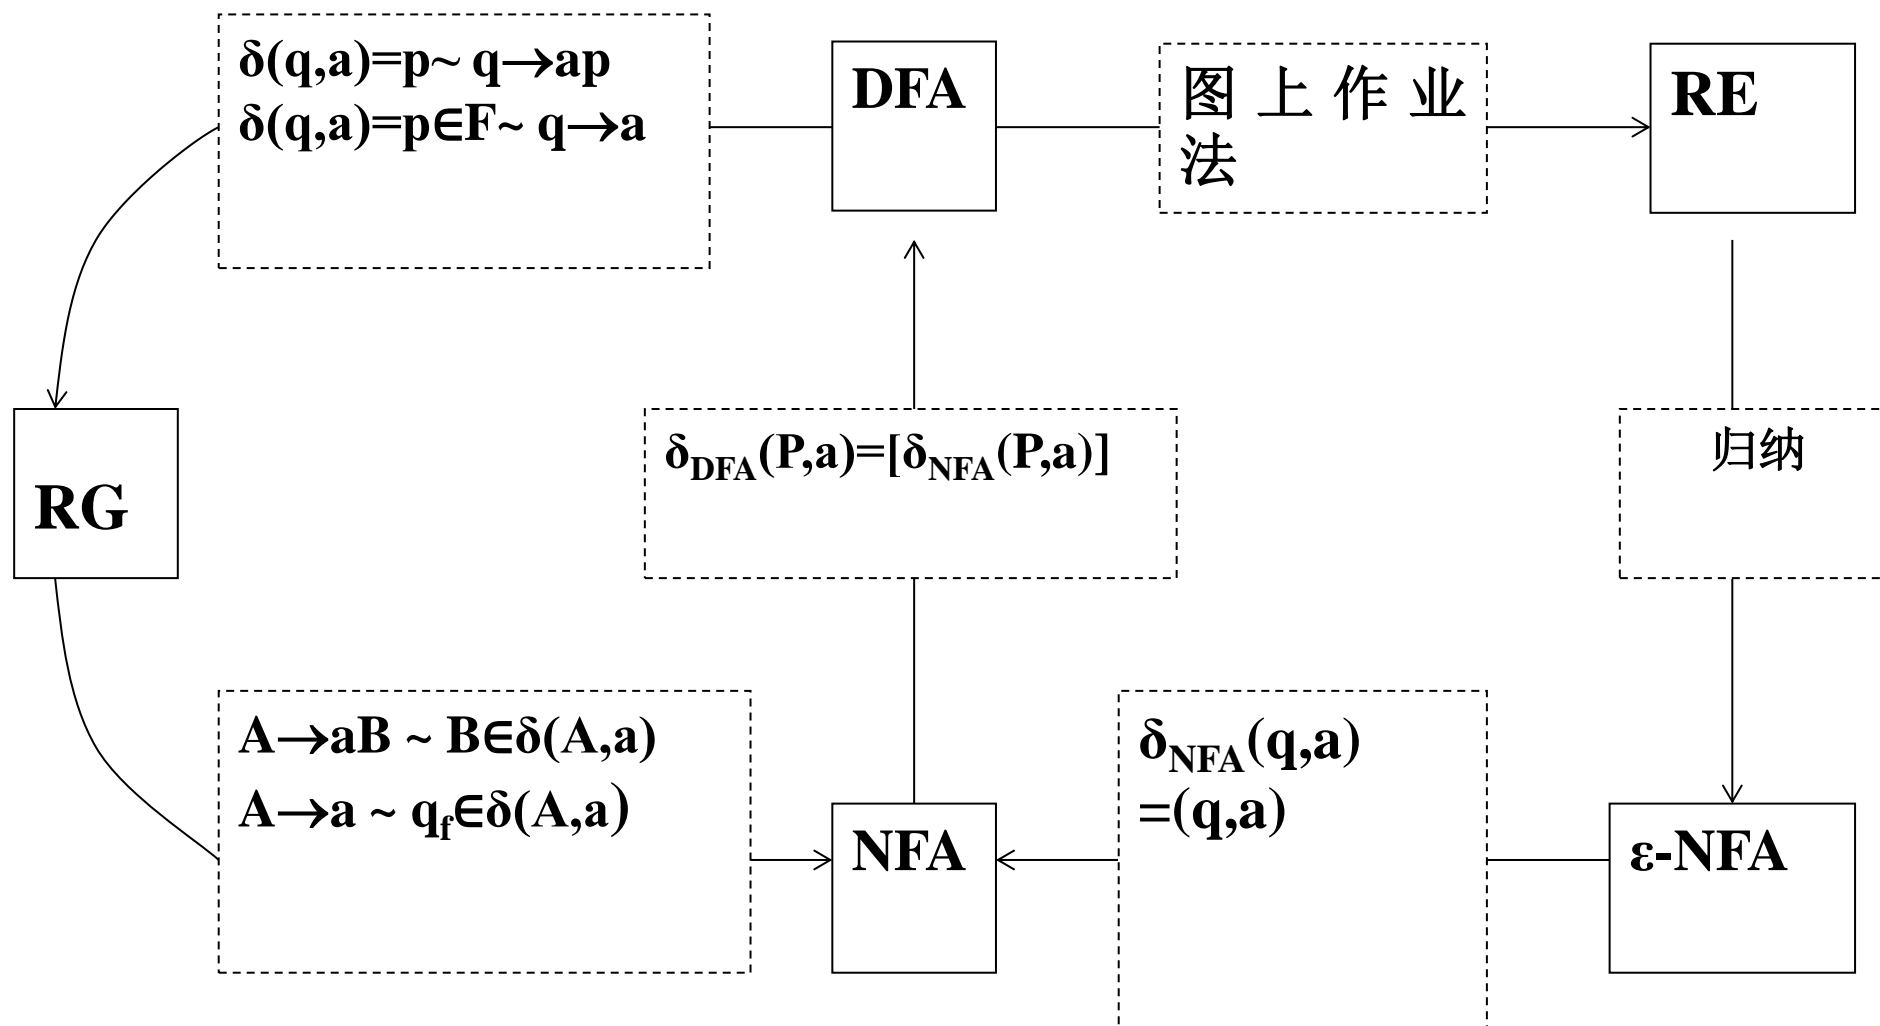 δ(q,a)=p~ q→ap
δ(q,a)=p∈F~ q→a
DFA
图上作业
法
RE
RG
δDFA(P,a)=[δNFA(P,a)]
归纳
A→aB ~ B∈δ(A,a)
A→a ~ qf∈δ(A,a)
NFA
δNFA(q,a)
=(q,a)
ε-NFA